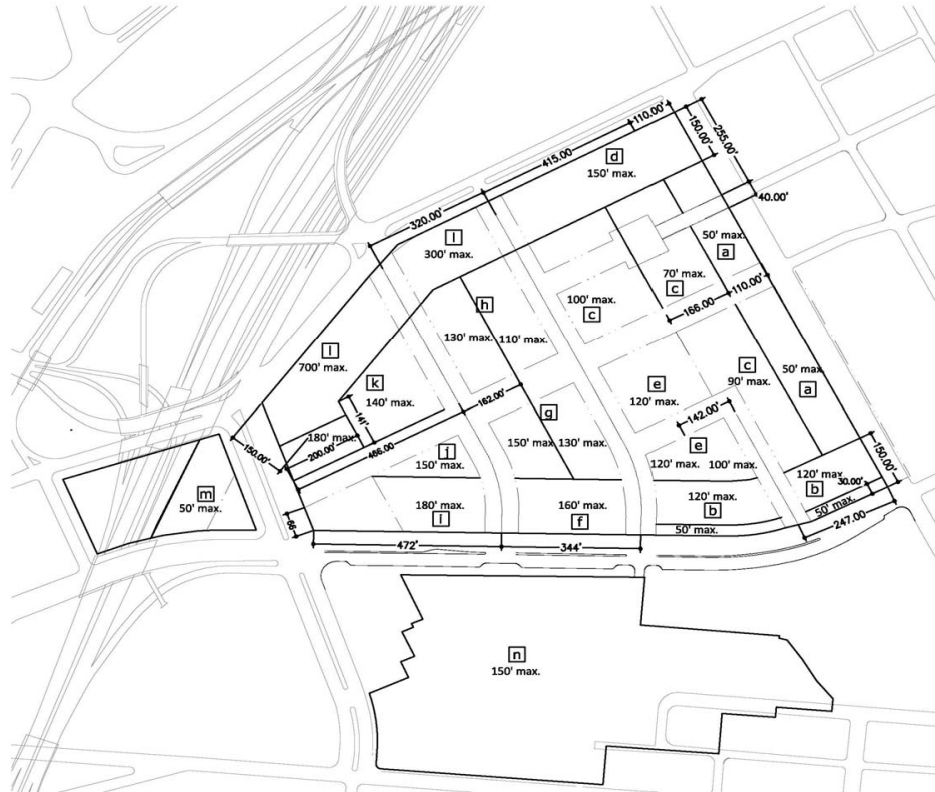 110.00'
150.00'
255.00'
415.00
d
150' max.
320.00'
40.00'
l
300' max.
50' max.
a
70' max.
c
h
100' max.
c
166.00
110.00'
130' max.
110' max.
l
700' max.
k
140' max.
c
90' max.
50' max.
a
e
120' max.
162.00'
g
142.00'
141'
180' max.
200.00'
466.00
j
150' max.
150' max.
130' max.
e
120' max.
100' max.
150.00'
150.00'
120' max.
b
30.00'
50' max.
m
50' max.
180' max.
i
160' max.
f
120' max.
b
50' max.
66
247.00
472'
344'
n
150' max.